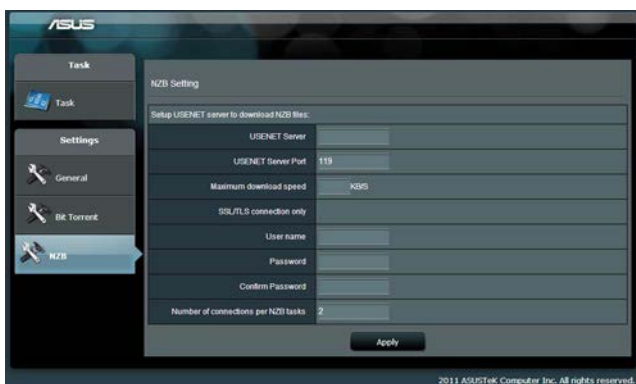 ASUS
Task
Task
Settings
General
Bit Torrent
NZB
NZB Setting
Setup USENET server to download NZB files:
USENET Server
USENET Server Port 119
Maximum download speed KB/S
SSL/TLS connection only
User name
Password
Confirm Password
Number of connections per NZB tasks 2
Apply
2011 ASUSTeK Computer Inc. All rights reserved.